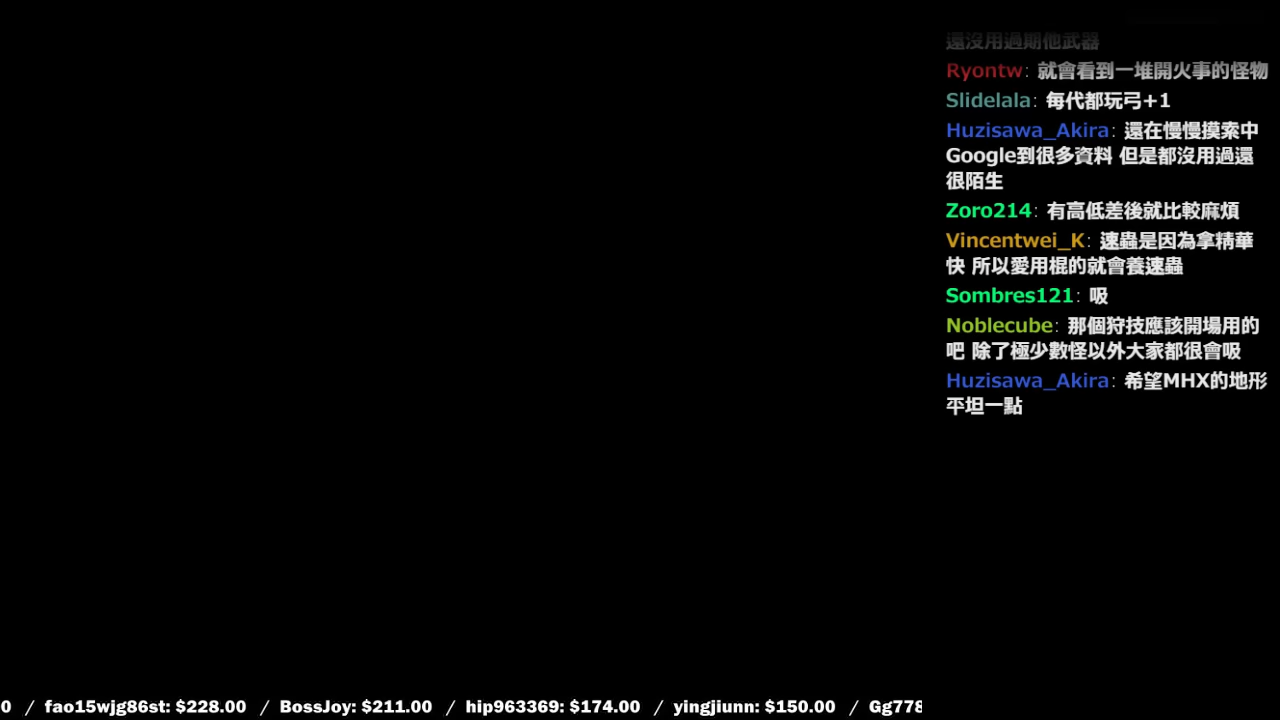 還沒用過期他武器
Ryontw: 就會看到一堆開火事的怪物
Slidelala: 每代都玩弓+1
Huzisawa_Akira: 還在慢慢摸索中
Google到很多資料 但是都沒用過還
很陌生
Zoro214: 有高低差後就比較麻煩
Vincentwei_K: 速蟲是因為拿精華
快 所以愛用棍的就會養速蟲
Sombres121: 吸
Noblecube: 那個狩技應該開場用的
吧 除了極少數怪以外大家都很會吸
Huzisawa_Akira: 希望MHX的地形
平坦一點
0 / fao15wjg86st: $228.00 / BossJoy: $211.00 / hip963369: $174.00 / yingjiunn: $150.00 / Gg778